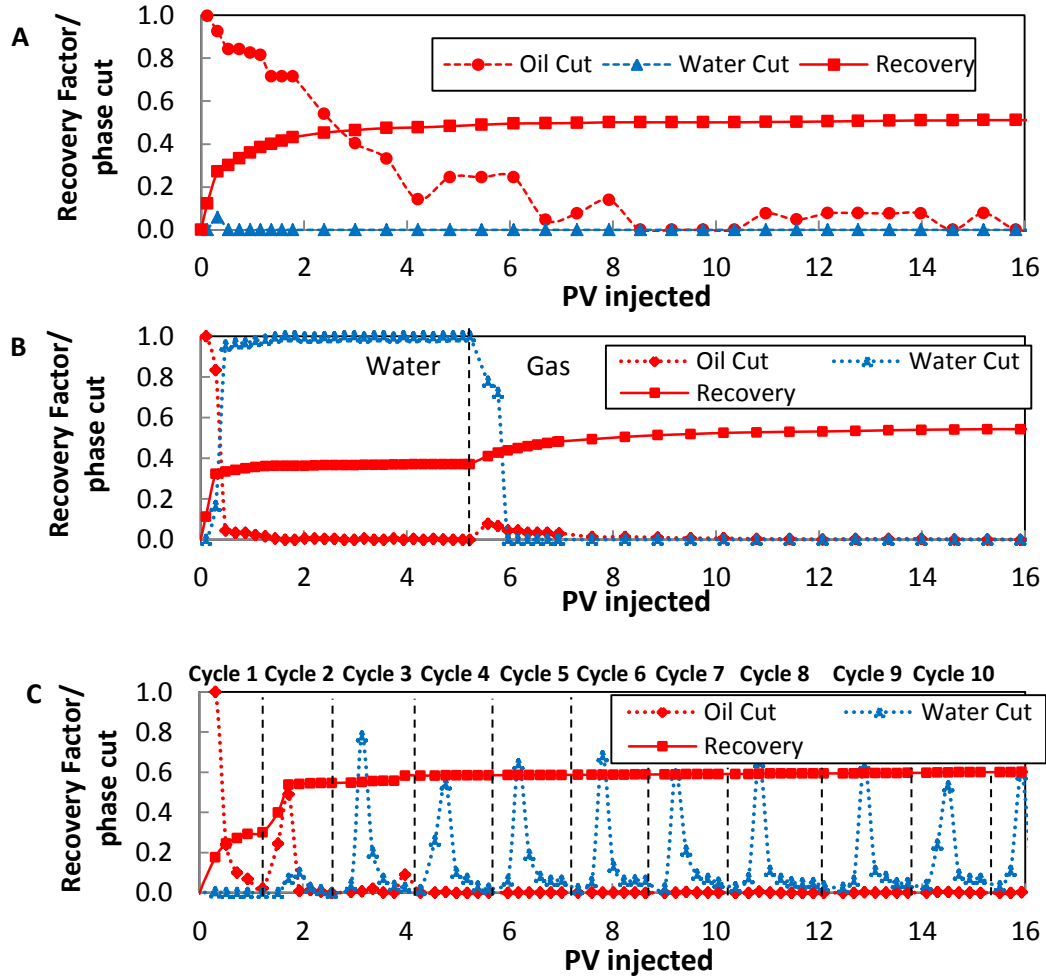 A
Recovery Factor/
phase cut
1.0
0.8
0.6
0.4
0.2
0.0
Oil Cut Water Cut Recovery
0 2 4 6 8 10 12 14 16
PV injected
B
Recovery Factor/
phase cut
1.0
0.8
0.6
0.4
0.2
0.0
Water Gas
Oil Cut Water Cut
Recovery
0 2 4 6 8 10 12 14 16
PV injected
C
Recovery Factor/
phase cut
Cycle 1 Cycle 2 Cycle 3 Cycle 4 Cycle 5 Cycle 6 Cycle 7 Cycle 8 Cycle 9 Cycle 10
1.0
0.8
0.6
0.4
0.2
0.0
Oil Cut Water Cut
Recovery
0 2 4 6 8 10 12 14 16
PV injected